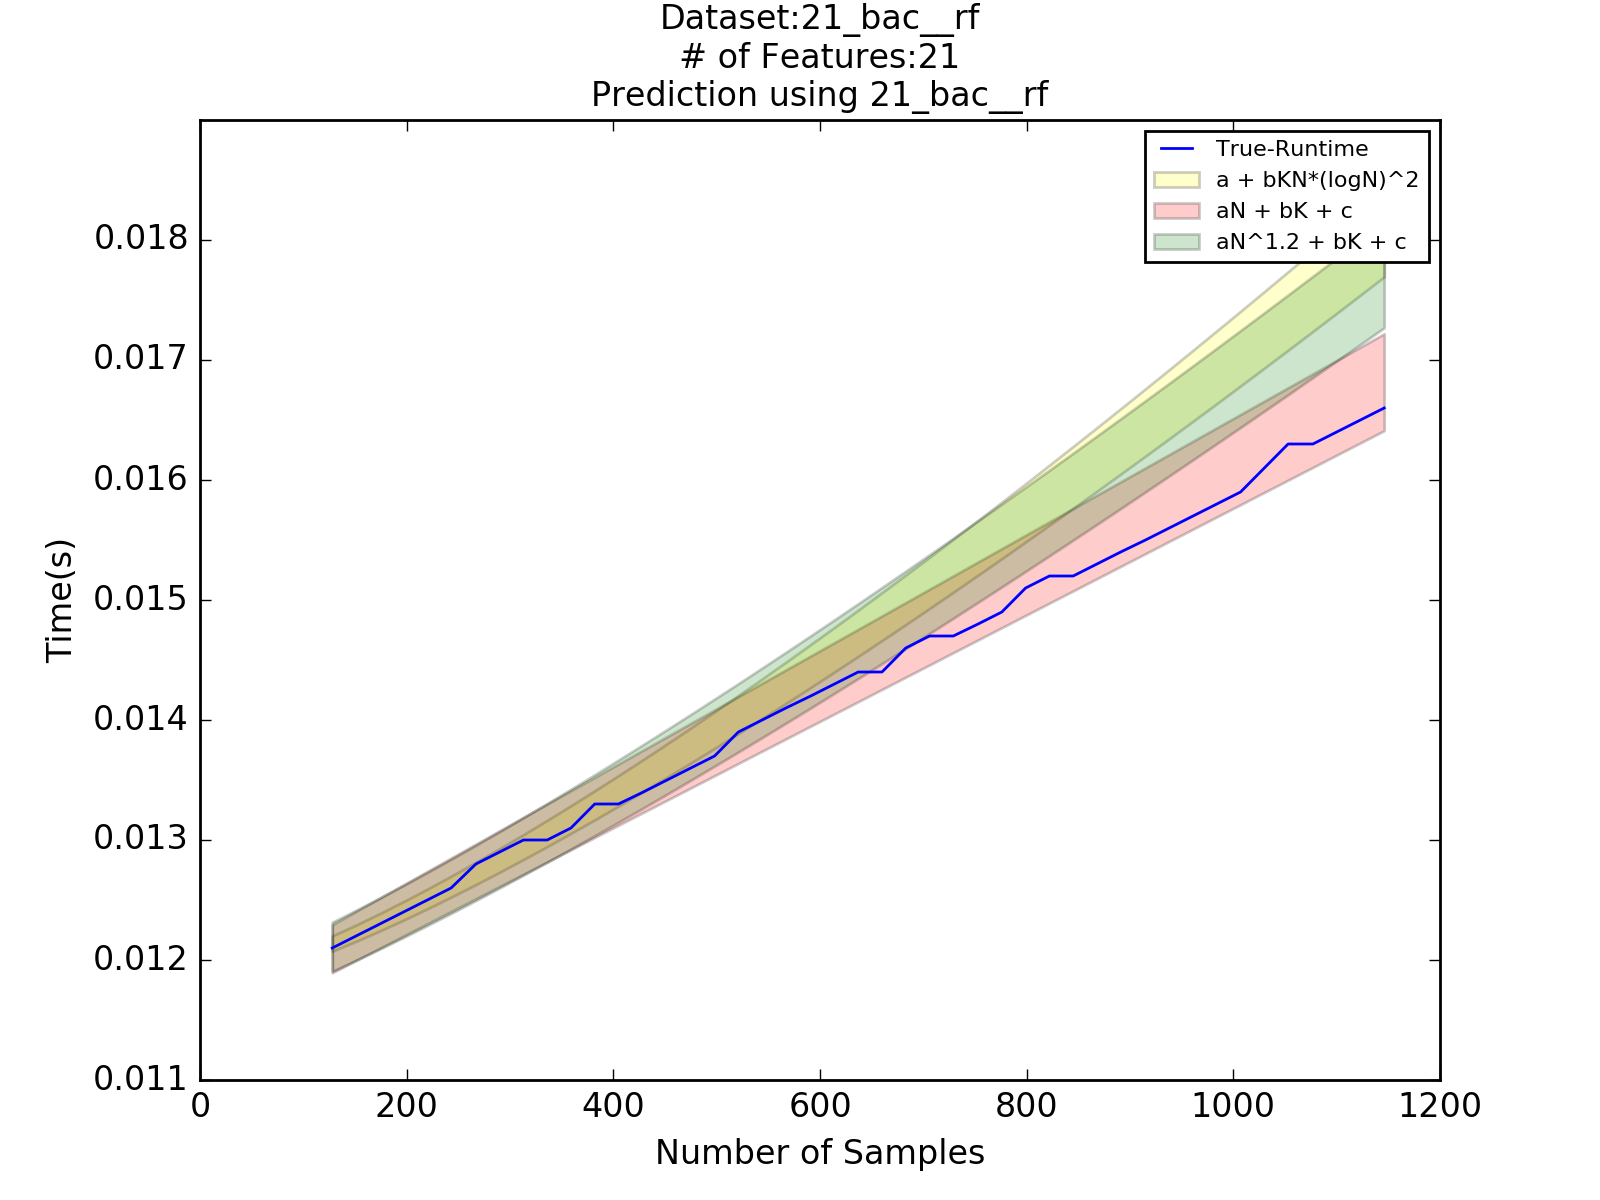 Dataset:21_bac__rf
# of Features:21
Prediction using 21_bac__rf
True-Runtime
a + bKN*(logN)^2
aN + bK + c
aN^1.2 + bK + c
0.018
0.017
0.016
0.015
0.014
0.013
0.012
0.011
Time(s)
0 200 400 600 800 1000 1200
Number of Samples